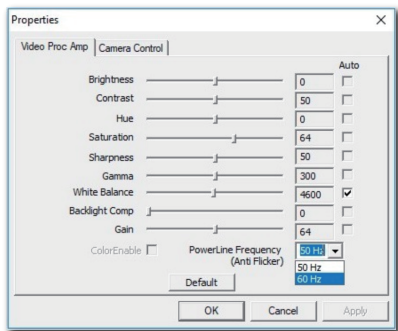 Properties
Video Proc Amp Camera Control
Auto
Brightness 0
Contrast 50
Hue 0
Saturation 64
Sharpness 50
Gamma 300
White Balance 4600
Backlight Comp 0
Gain 64
ColorEnable PowerLine Frequency 50 Hz
(Anti Flicker)
50 Hz
60 Hz
Default
OK Cancel Apply